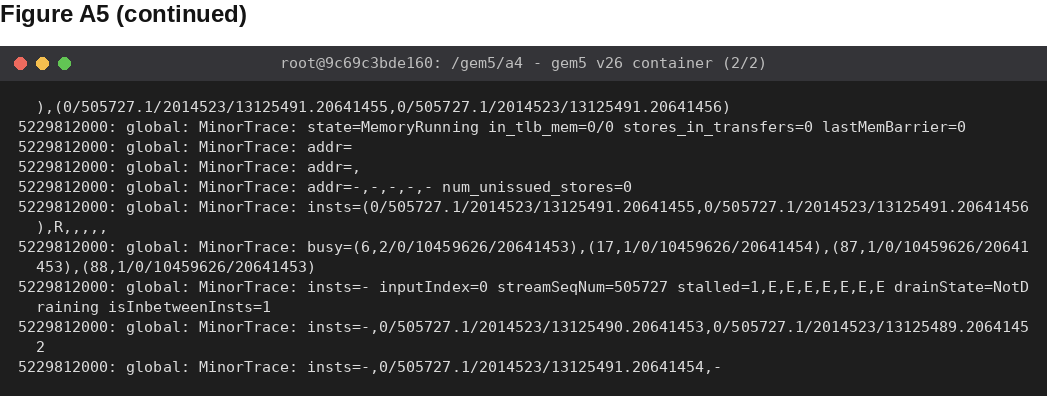 Figure A5 (continued)
root@9c69c3bde160: /gem5/a4 - gem5 v26 container (2/2)
),(0/505727.1/2014523/13125491.20641455,0/505727.1/2014523/13125491.20641456)
5229812000: global: MinorTrace: state=MemoryRunning in_tlb_mem=0/0 stores_in_transfers=0 lastMemBarrier=0
5229812000: global: MinorTrace: addr=
5229812000: global: MinorTrace: addr=,
5229812000: global: MinorTrace: addr=-,-,-,-,- num_unissued_stores=0
5229812000: global: MinorTrace: insts=(0/505727.1/2014523/13125491.20641455,0/505727.1/2014523/13125491.20641456
),R,,,,,
5229812000: global: MinorTrace: busy=(6,2/0/10459626/20641453),(17,1/0/10459626/20641454),(87,1/0/10459626/20641
453),(88,1/0/10459626/20641453)
5229812000: global: MinorTrace: insts=- inputIndex=0 streamSeqNum=505727 stalled=1,E,E,E,E,E,E,E drainState=NotD
raining isInbetweenInsts=1
5229812000: global: MinorTrace: insts=-,0/505727.1/2014523/13125490.20641453,0/505727.1/2014523/13125489.2064145
2
5229812000: global: MinorTrace: insts=-,0/505727.1/2014523/13125491.20641454,-